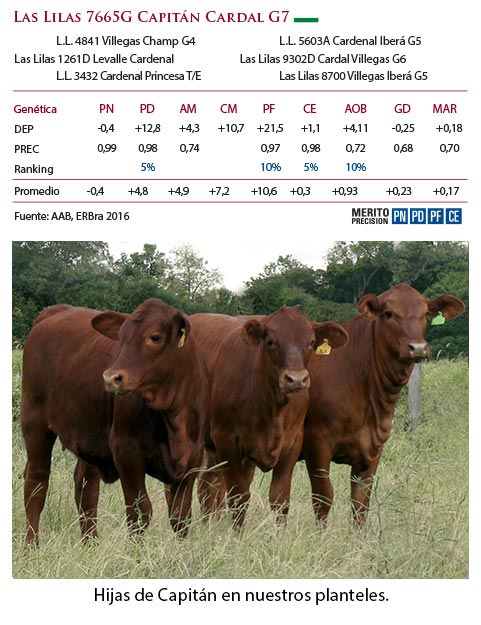 Las Lilas 7665G Capitán Cardal G7
L.L. 4841 Villegas Champ G4 L.L. 5603A Cardenal Iberá G5
Las Lilas 1261D Levalle Cardenal Las Lilas 9302D Cardal Villegas G6
L.L. 3432 Cardenal Princesa T/E Las Lilas 8700 Villegas Iberá G5
Genética PN PD AM CM PF CE AOB GD MAR
DEP -0,4 +12,8 +4,3 +10,7 +21,5 +1,1 +4,11 -0,25 +0,18
PREC 0,99 0,98 0,74 0,97 0,98 0,72 0,68 0,70
Ranking 5% 10% 5% 10%
Promedio -0,4 +4,8 +4,9 +7,2 +10,6 +0,3 +0,93 +0,23 +0,17
Fuente: AAB, ERBra 2016 MERITO PN PD PF CE
PRECISION
Hijas de Capitán en nuestros planteles.